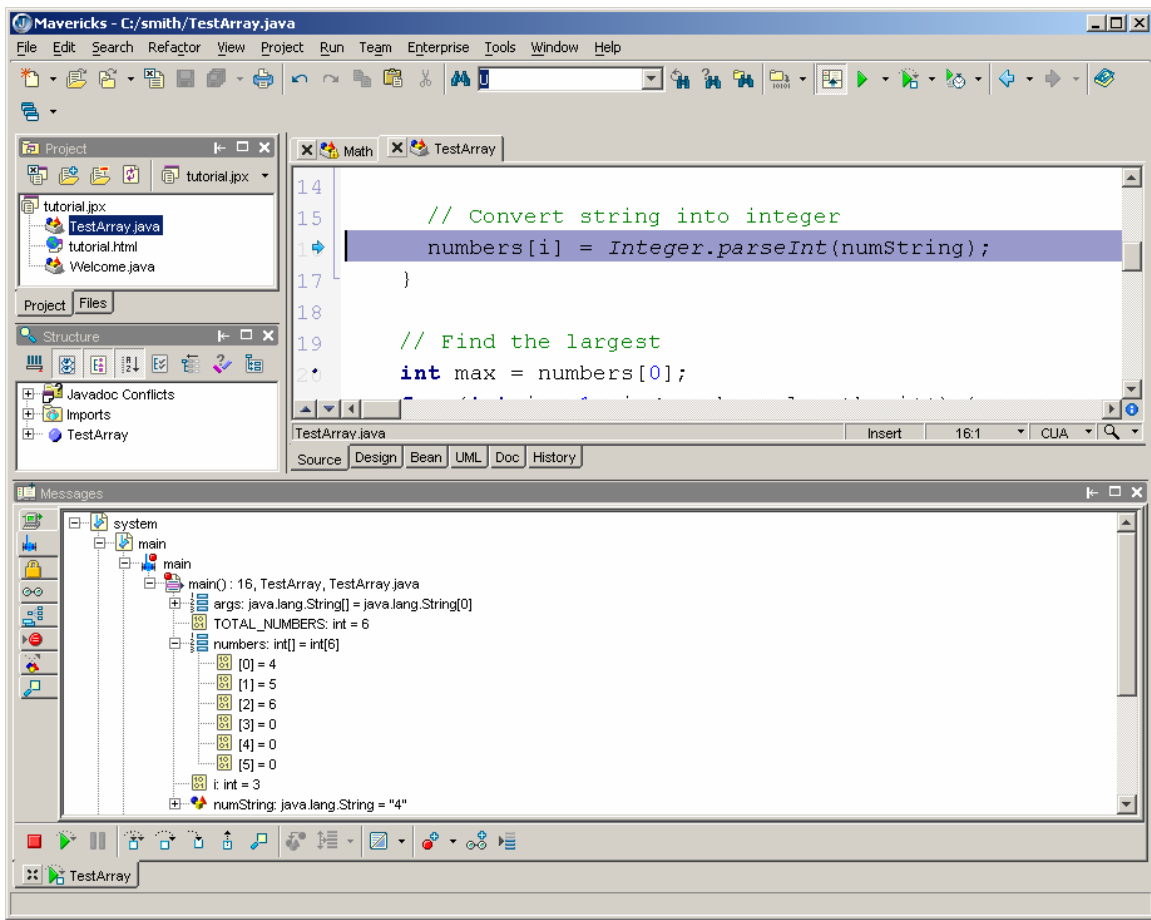 Mavericks - C:/smith/TestArray.java
File Edit Search Refactor View Project Run Team Enterprise Tools Window Help
Project
tutorial.jpx
tutorial.jpx
TestArray.java
tutorial.html
Welcome.java
Project Files
Structure
Javadoc Conflicts
Imports
TestArray
Math TestArray
14
15 // Convert string into integer
numbers[i] = Integer.parseInt(numString);
17 }
18
19 // Find the largest
20 int max = numbers[0];
TestArray.java Insert 16:1 CUA
Source Design Bean UML Doc History
Messages
system
main
main
main() : 16, TestArray, TestArray.java
args: java.lang.String[] = java.lang.String[0]
TOTAL_NUMBERS: int = 6
numbers: int[] = int[6]
[0] = 4
[1] = 5
[2] = 6
[3] = 0
[4] = 0
[5] = 0
i: int = 3
numString: java.lang.String = "4"
TestArray